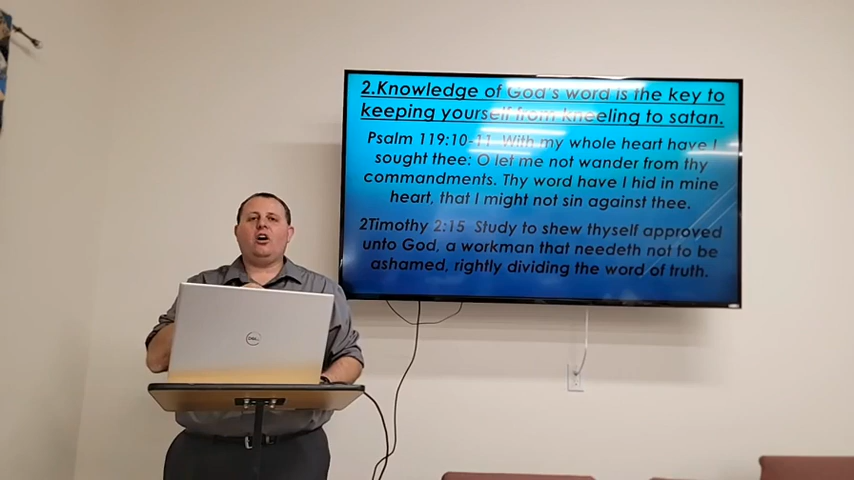 2.Knowledge of God's word is the key to
keeping yourself from kneeling to satan.
Psalm 119:10-11 With my whole heart have I
sought thee: O let me not wander from thy
commandments. Thy word have I hid in mine
heart, that I might not sin against thee.
2Timothy 2:15 Study to shew thyself approved
unto God, a workman that needeth not to be
ashamed, rightly dividing the word of truth.
DELL